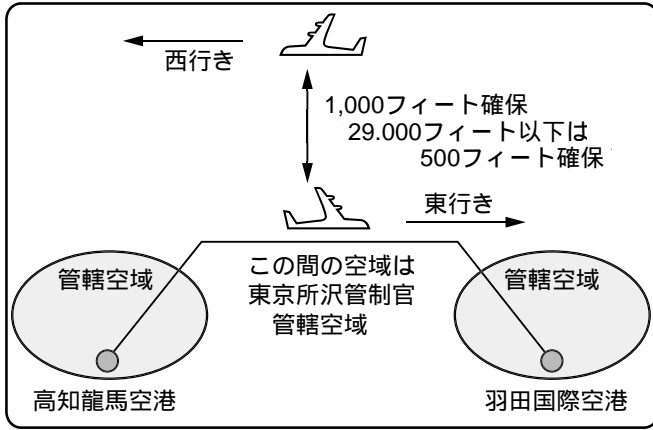 西行き
1,000フィート確保
29.000フィート以下は
500フィート確保
東行き
管轄空域
この間の空域は
東京所沢管制官
管轄空域
管轄空域
高知龍馬空港
羽田国際空港